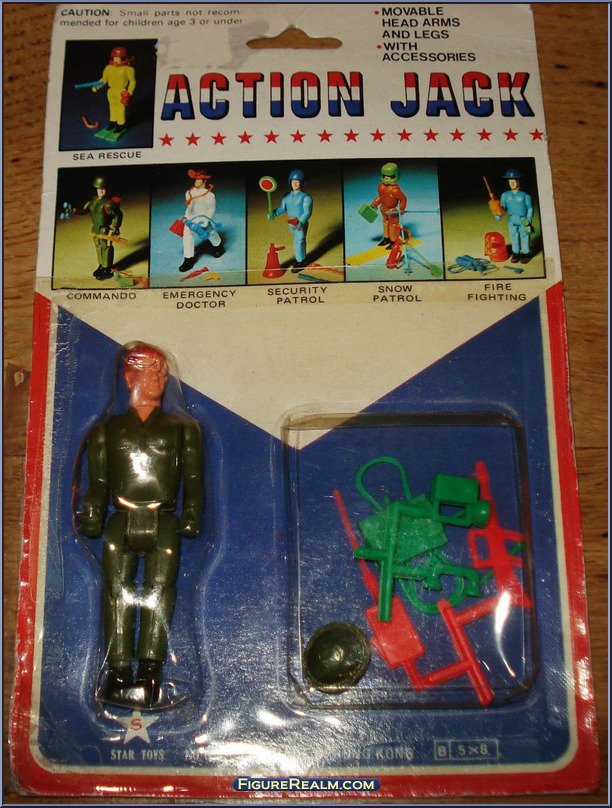 CAUTION: Small parts not recom-
mended for children age 3 or under
• MOVABLE
HEAD ARMS
AND LEGS
• WITH
ACCESSORIES
ACTION JACK
SEA RESCUE
COMMANDO
EMERGENCY
DOCTOR
SECURITY
PATROL
SNOW
PATROL
FIRE
FIGHTING
S
STAR TOYS HONG KONG B 5×8
FIGUREREALM.COM